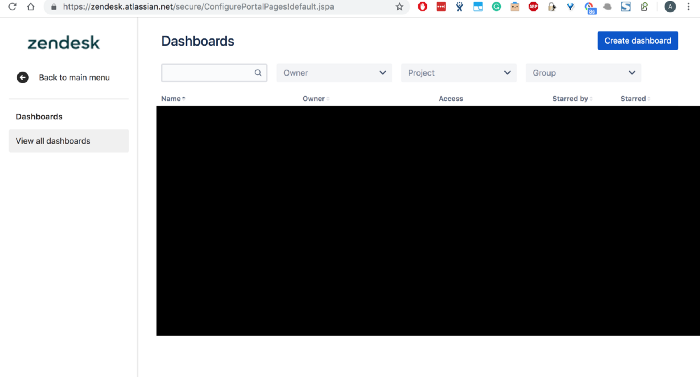 https://zendesk.atlassian.net/secure/ConfigurePortalPages!default.jspa
zendesk
Back to main menu
Dashboards
View all dashboards
Dashboards
Create dashboard
Owner
Project
Group
Name
Owner
Access
Starred by
Starred
A